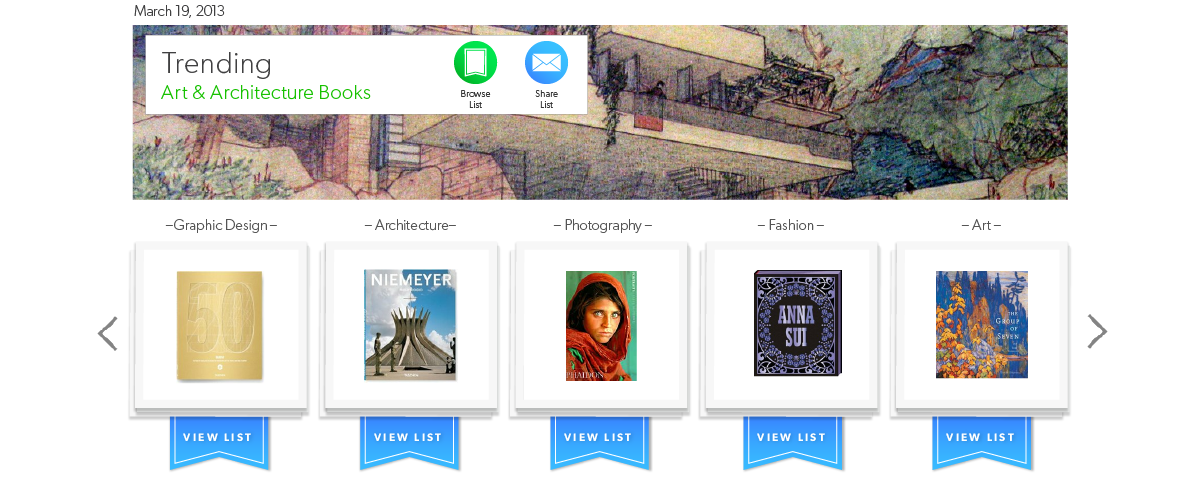 March 19, 2013
Trending
Art & Architecture Books
Browse
List
Share
List
–Graphic Design –
– Architecture–
– Photography –
– Fashion –
– Art –
50
NIEMEYER
TASCHEN
PHAIDON
ANNA
SUI
THE
GROUP
OF
SEVEN
VIEW LIST
VIEW LIST
VIEW LIST
VIEW LIST
VIEW LIST